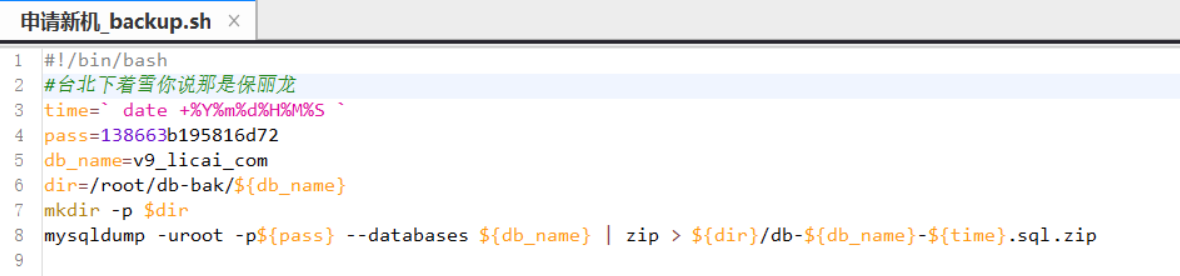 申请新机_backup.sh ×
1 #!/bin/bash
2 #台北下着雪你说那是保丽龙
3 time=` date +%Y%m%d%H%M%S `
4 pass=138663b195816d72
5 db_name=v9_licai_com
6 dir=/root/db-bak/${db_name}
7 mkdir -p $dir
8 mysqldump -uroot -p${pass} --databases ${db_name} | zip > ${dir}/db-${db_name}-${time}.sql.zip
9